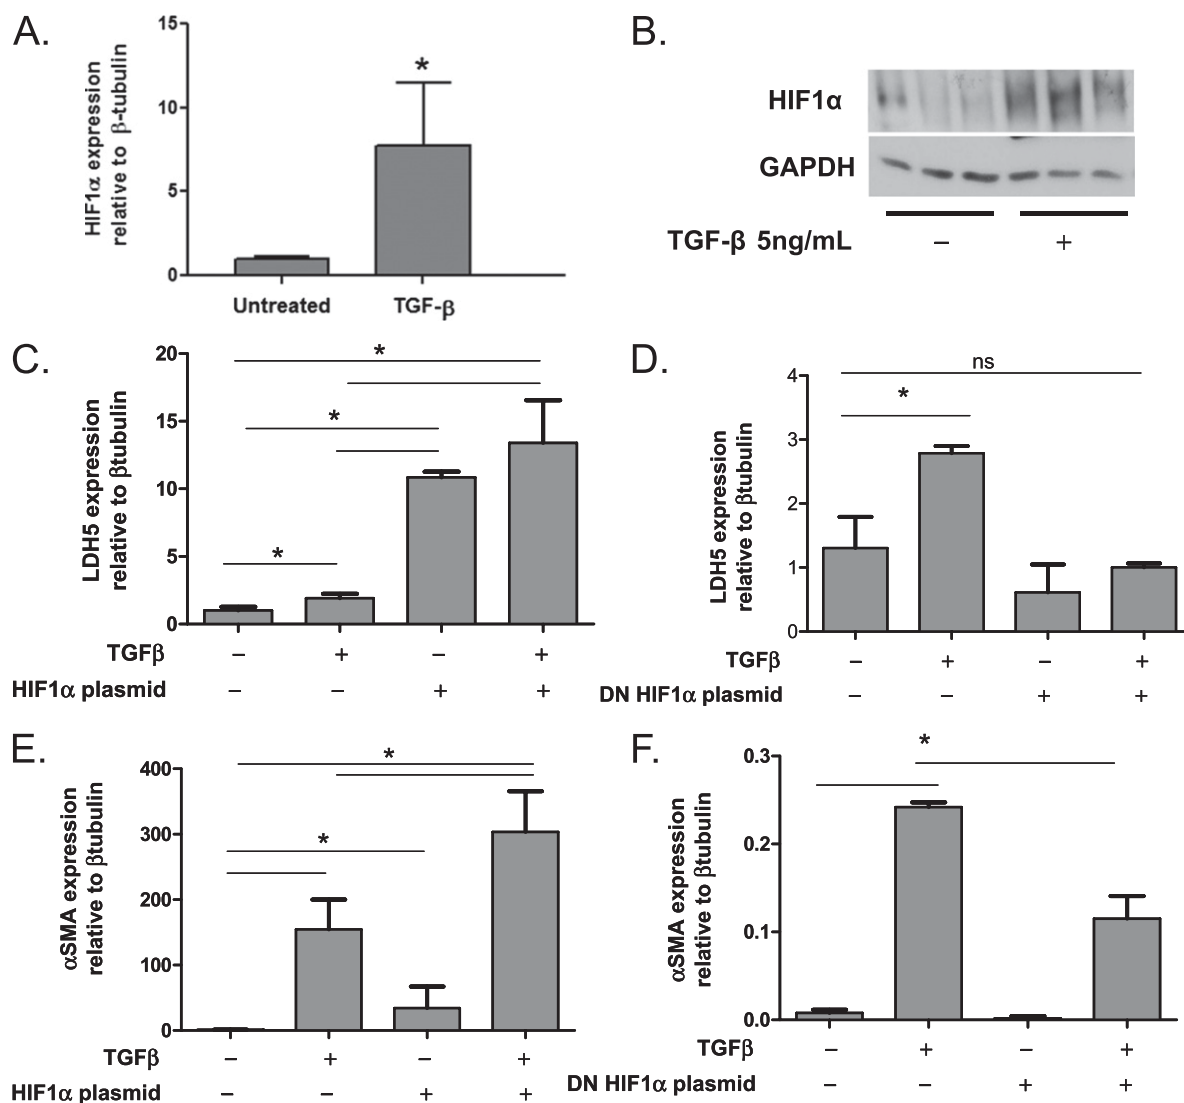 A.
HIF1α expression
relative to β-tubulin
15
10
5
0
*
Untreated
TGF-β
B.
HIF1α
GAPDH
TGF-β 5ng/mL
–
+
C.
LDH5 expression
relative to βtubulin
20
15
10
5
0
*
*
*
TGFβ – + – +
HIF1α plasmid – – + +
D.
LDH5 expression
relative to βtubulin
4
3
2
1
0
ns
*
TGFβ – + – +
DN HIF1α plasmid – – + +
E.
αSMA expression
relative to βtubulin
400
300
200
100
0
*
*
TGFβ – + – +
HIF1α plasmid – – + +
F.
αSMA expression
relative to βtubulin
0.3
0.2
0.1
0.0
*
TGFβ – + – +
DN HIF1α plasmid – – + +